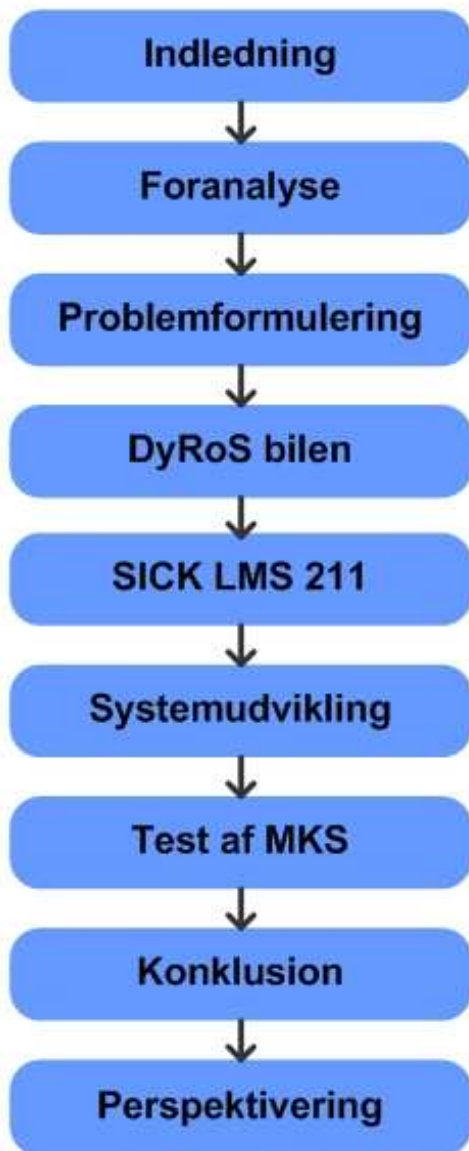 Indledning
Foranalyse
Problemformulering
DyRoS bilen
SICK LMS 211
Systemudvikling
Test af MKS
Konklusion
Perspektivering